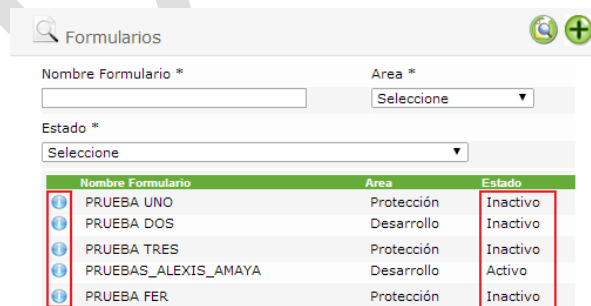 Formularios
Nombre Formulario * Area *
Seleccione
Estado *
Seleccione
Nombre Formulario Area Estado
PRUEBA UNO Protección Inactivo
PRUEBA DOS Desarrollo Inactivo
PRUEBA TRES Protección Inactivo
PRUEBAS_ALEXIS_AMAYA Desarrollo Activo
PRUEBA FER Protección Inactivo